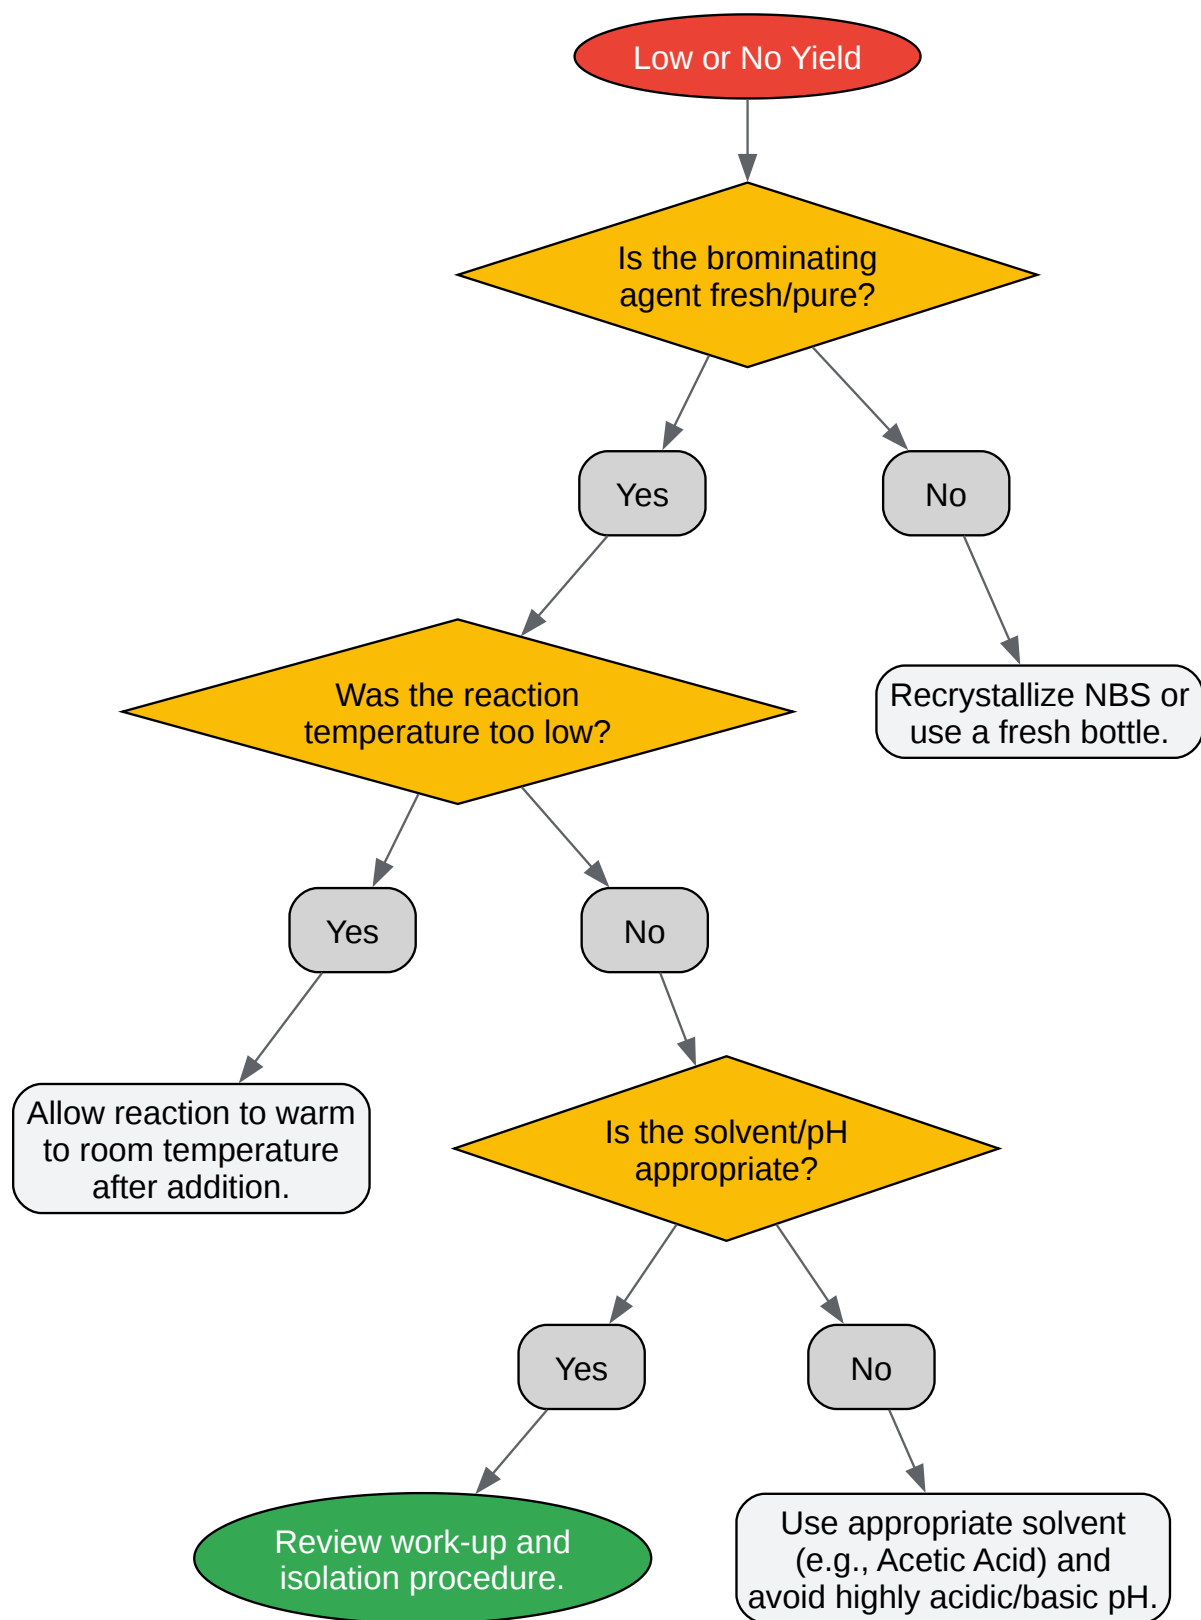 Low or No Yield
Is the brominating
agent fresh/pure?
Yes
No
Was the reaction
temperature too low?
Recrystallize NBS or
use a fresh bottle.
Yes
No
Allow reaction to warm
to room temperature
after addition.
Is the solvent/pH
appropriate?
Yes
No
Review work-up and
isolation procedure.
Use appropriate solvent
(e.g., Acetic Acid) and
avoid highly acidic/basic pH.